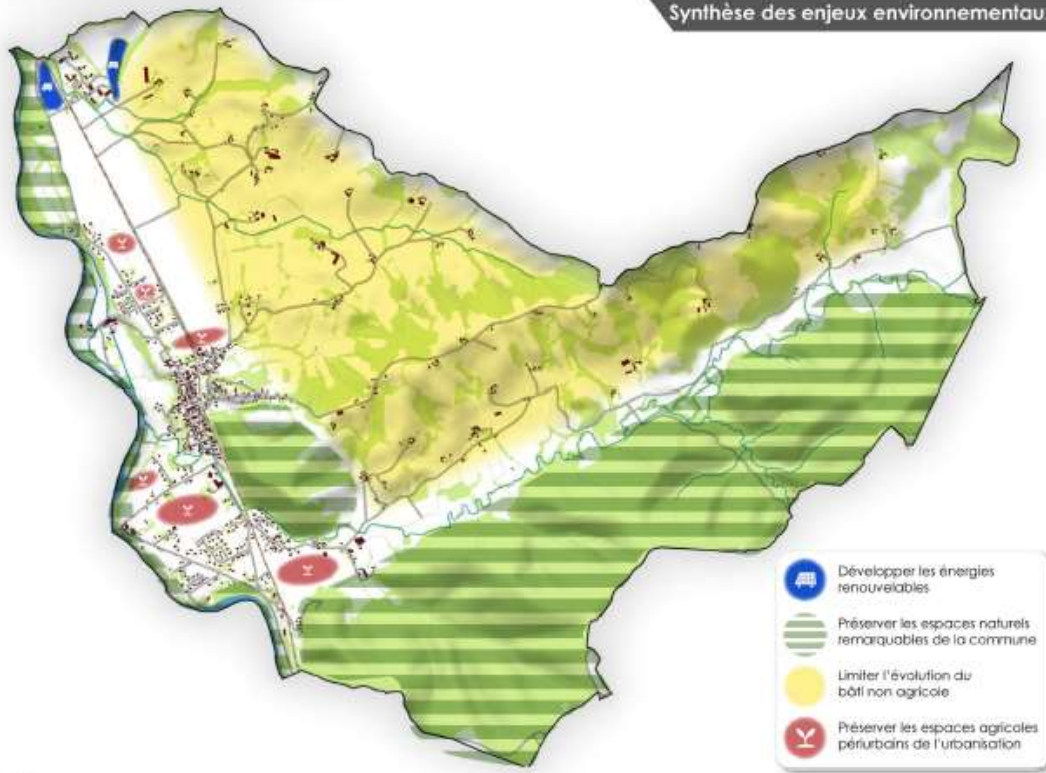 Synthèse des enjeux environnementau
Développer les énergies
renouvelables
Préserver les espaces naturels
remarquables de la commune
Limiter l'évolution du
bâti non agricole
Préserver les espaces agricoles
périurbains de l'urbanisation